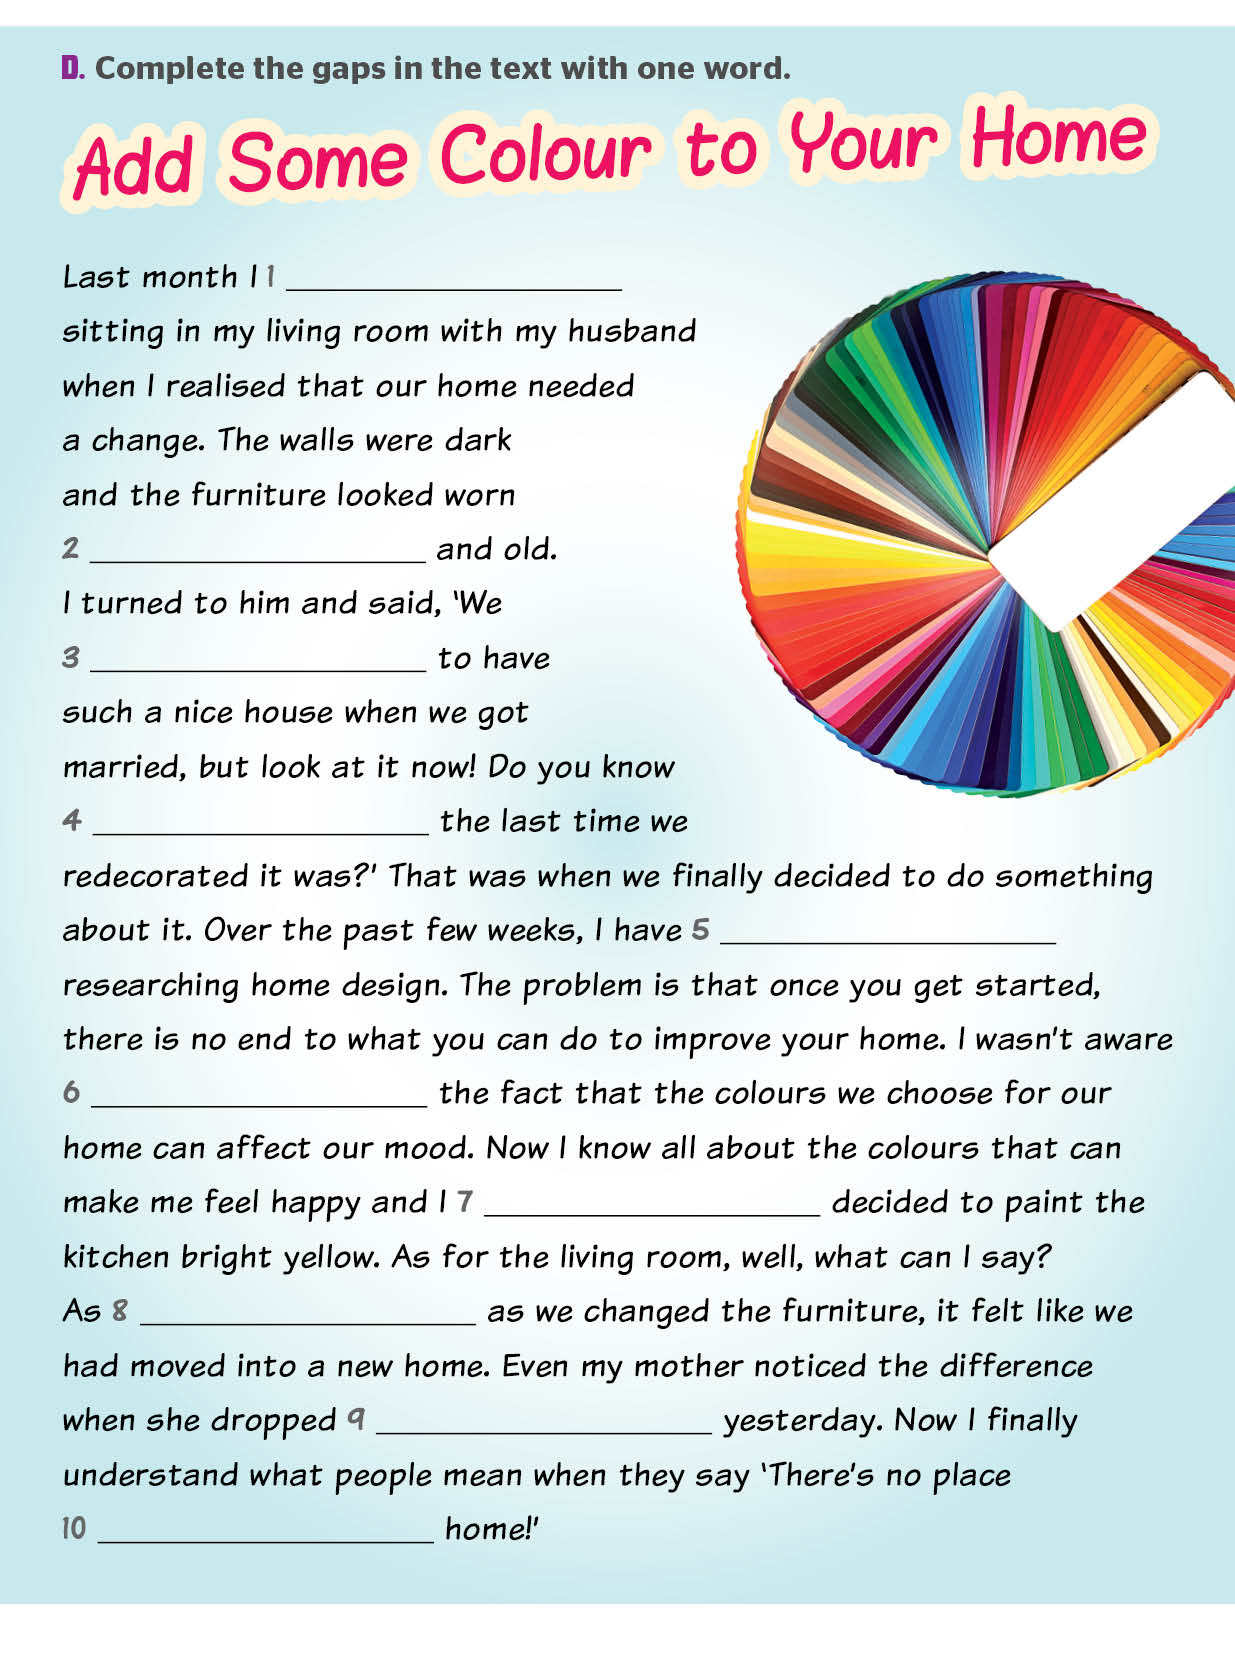 D. Complete the gaps in the text with one word.
Add Some Colour to Your Home
Last month I 1 ____________________
sitting in my living room with my husband
when I realised that our home needed
a change. The walls were dark
and the furniture looked worn
2 ____________________ and old.
I turned to him and said, 'We
3 ____________________ to have
such a nice house when we got
married, but look at it now! Do you know
4 ____________________ the last time we
redecorated it was?' That was when we finally decided to do something
about it. Over the past few weeks, I have 5 ____________________
researching home design. The problem is that once you get started,
there is no end to what you can do to improve your home. I wasn't aware
6 ____________________ the fact that the colours we choose for our
home can affect our mood. Now I know all about the colours that can
make me feel happy and I 7 ____________________ decided to paint the
kitchen bright yellow. As for the living room, well, what can I say?
As 8 ____________________ as we changed the furniture, it felt like we
had moved into a new home. Even my mother noticed the difference
when she dropped 9 ____________________ yesterday. Now I finally
understand what people mean when they say 'There's no place
10 ____________________ home!'